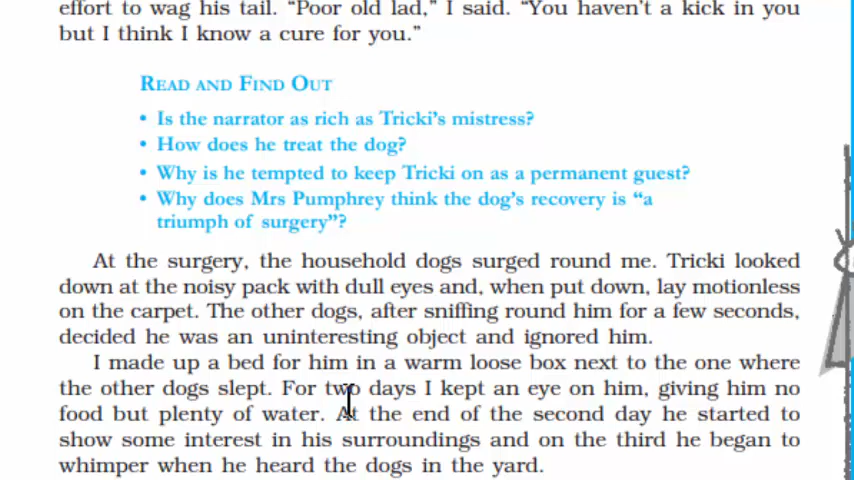 effort to wag his tail. “Poor old lad,” I said. “You haven’t a kick in you
but I think I know a cure for you.”
READ AND FIND OUT
• Is the narrator as rich as Tricki’s mistress?
• How does he treat the dog?
• Why is he tempted to keep Tricki on as a permanent guest?
• Why does Mrs Pumphrey think the dog’s recovery is “a
triumph of surgery”?
At the surgery, the household dogs surged round me. Tricki looked
down at the noisy pack with dull eyes and, when put down, lay motionless
on the carpet. The other dogs, after sniffing round him for a few seconds,
decided he was an uninteresting object and ignored him.
I made up a bed for him in a warm loose box next to the one where
the other dogs slept. For two days I kept an eye on him, giving him no
food but plenty of water. At the end of the second day he started to
show some interest in his surroundings and on the third he began to
whimper when he heard the dogs in the yard.